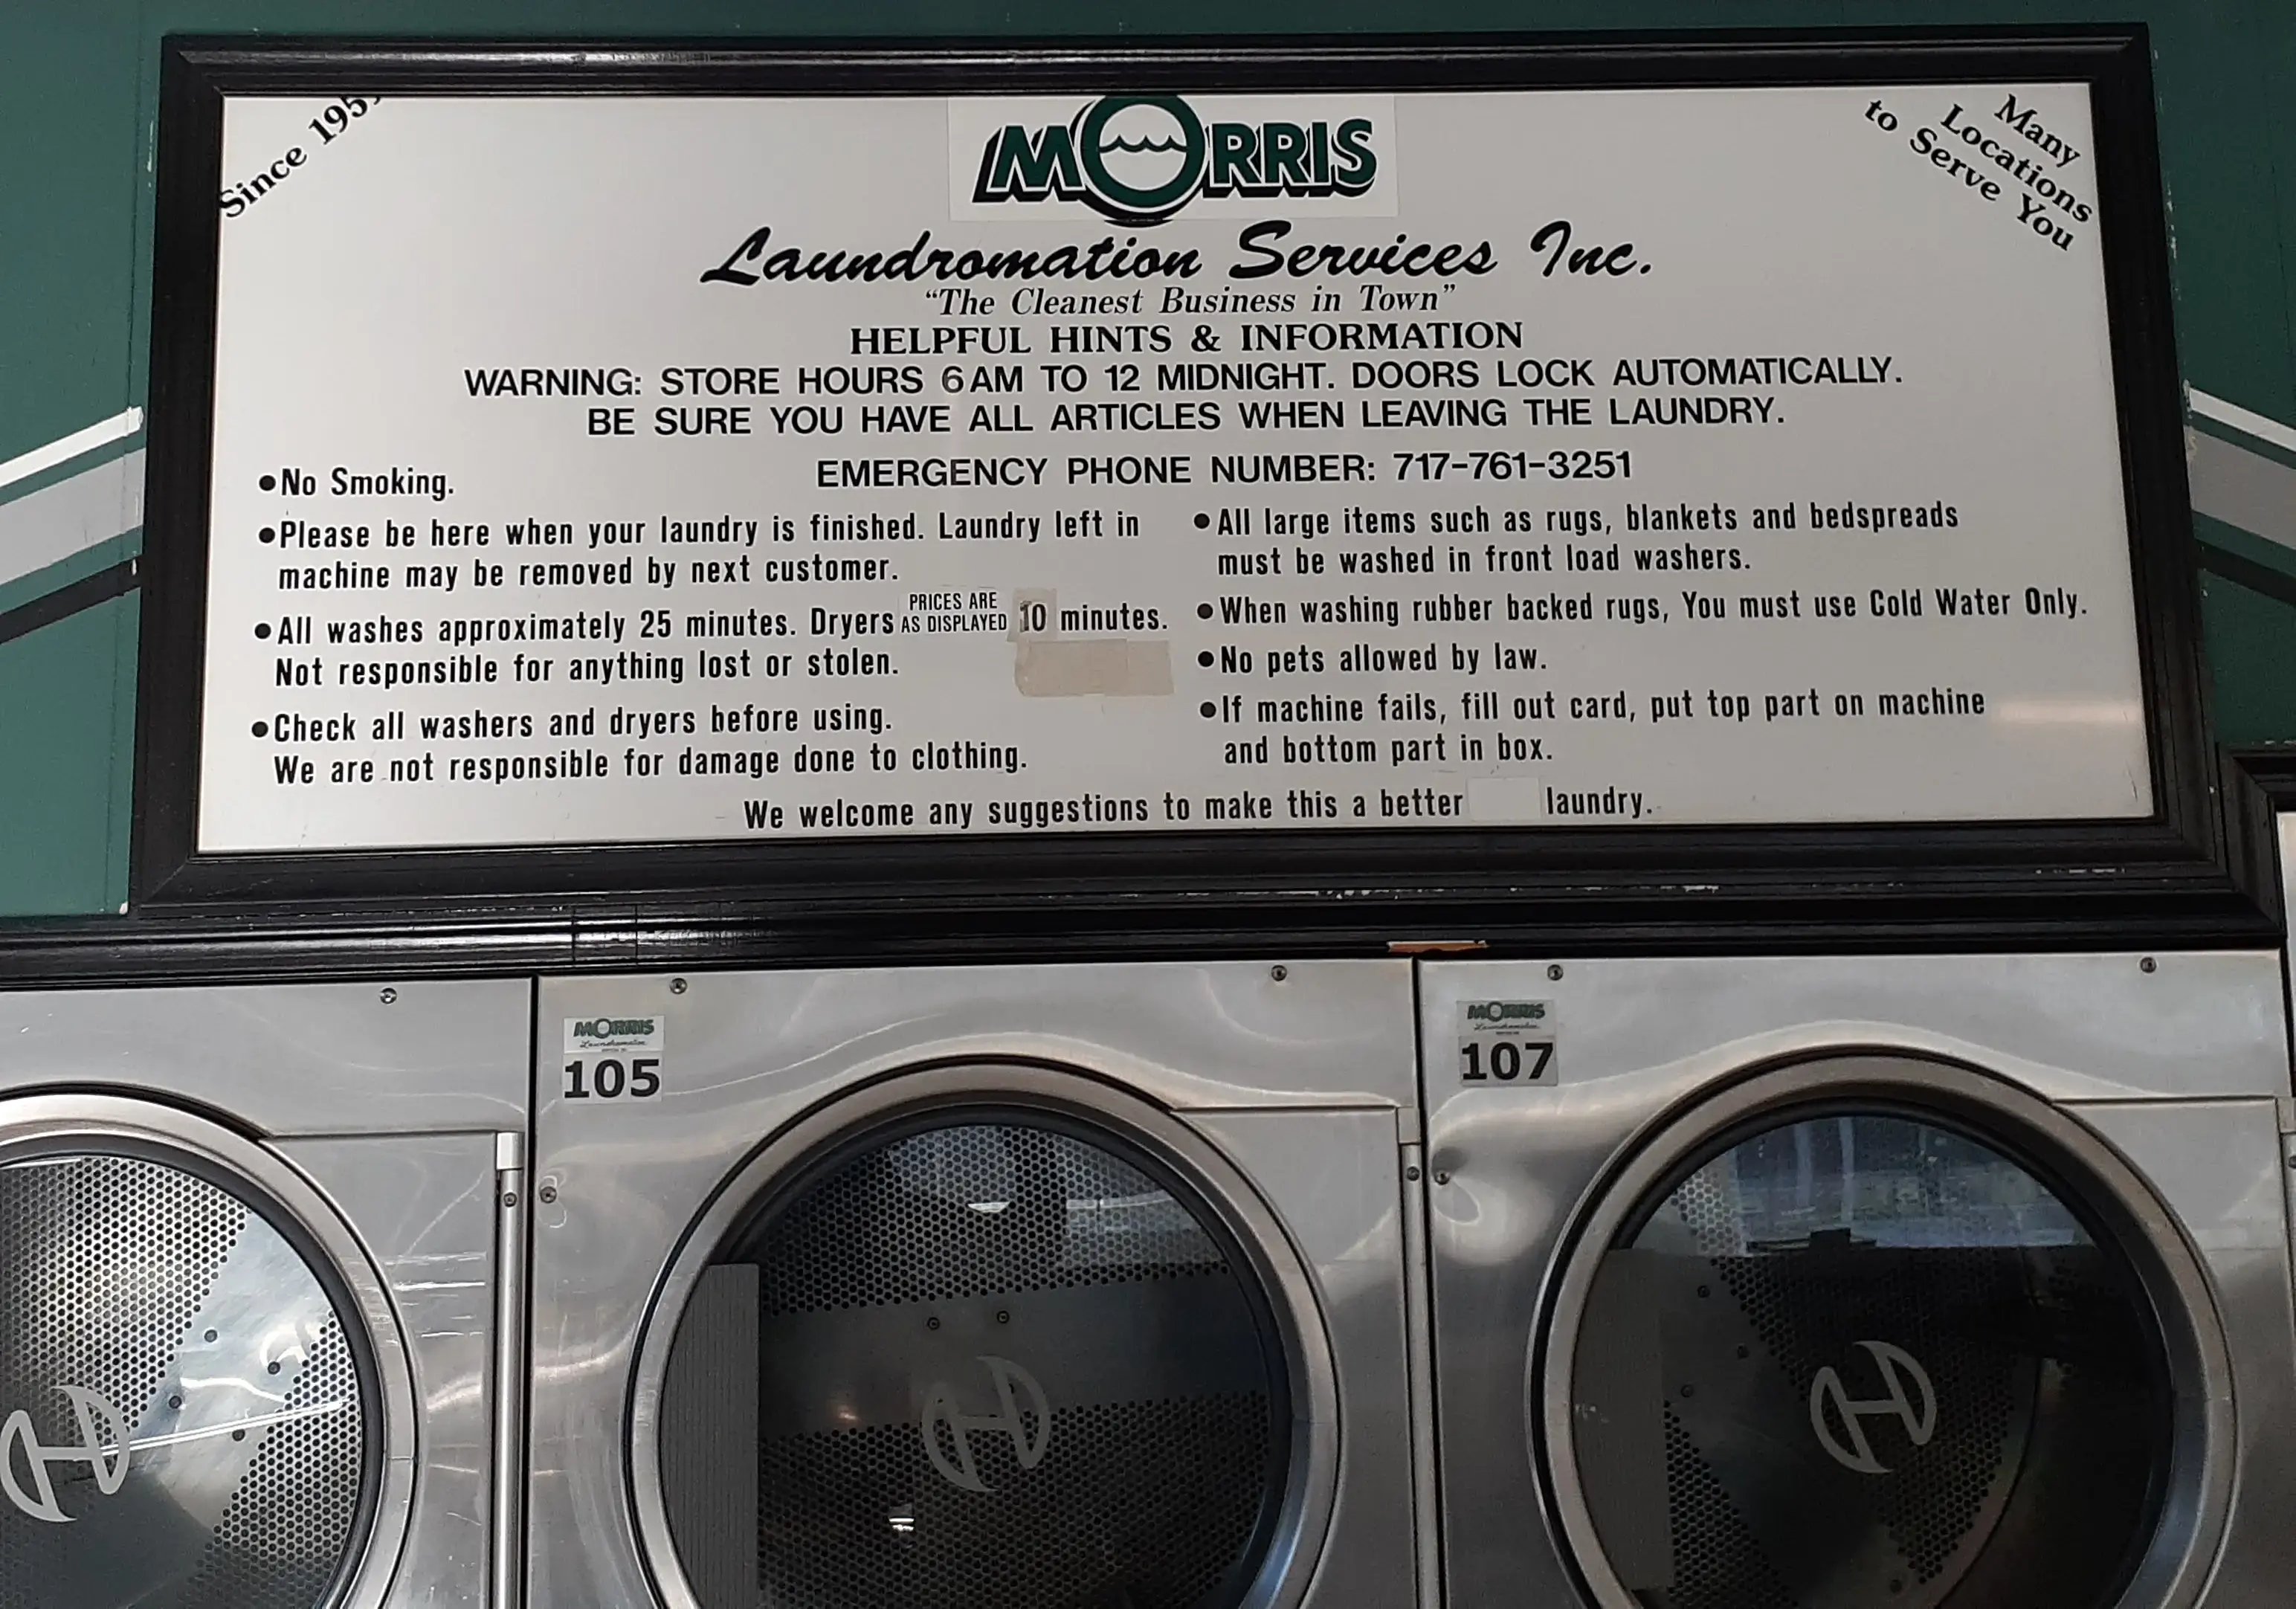 Since
Many
Locations
to Serve You
MORRIS
Laundromation Services Inc.
"The Cleanest Business in Town"
HELPFUL HINTS & INFORMATION
WARNING: STORE HOURS 6AM TO 12 MIDNIGHT. DOORS LOCK AUTOMATICALLY.
BE SURE YOU HAVE ALL ARTICLES WHEN LEAVING THE LAUNDRY.
EMERGENCY PHONE NUMBER: 717-761-3251
•No Smoking.
•Please be here when your laundry is finished. Laundry left in
machine may be removed by next customer.
•All washes approximately 25 minutes. Dryers PRICES ARE AS DISPLAYED 10 minutes.
Not responsible for anything lost or stolen.
•Check all washers and dryers before using.
We are not responsible for damage done to clothing.
•All large items such as rugs, blankets and bedspreads
must be washed in front load washers.
•When washing rubber backed rugs, You must use Cold Water Only.
•No pets allowed by law.
•If machine fails, fill out card, put top part on machine
and bottom part in box.
We welcome any suggestions to make this a better laundry.
MORRIS
Laundromation
105
MORRIS
Laundromation
107